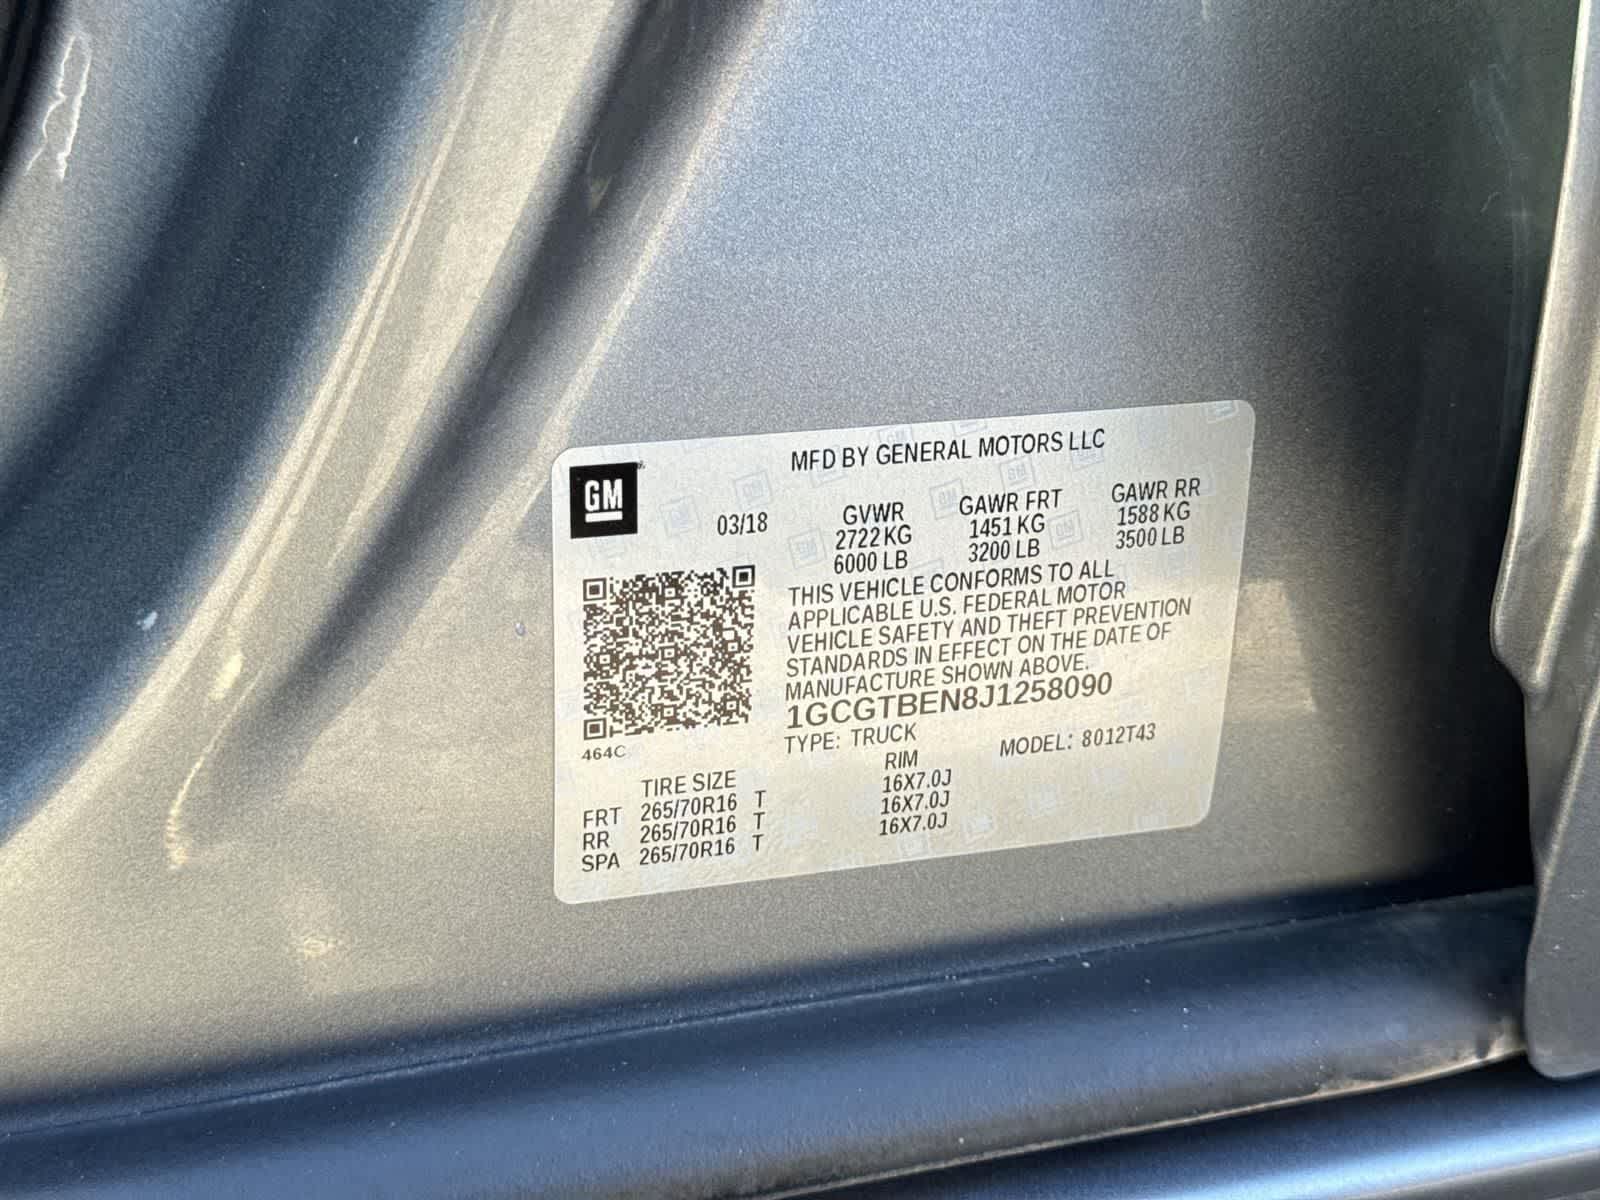 MFD BY GENERAL MOTORS LLC
GM
03/18
GVWR GAWR FRT GAWR RR
2722 KG 1451 KG 1588 KG
6000 LB 3200 LB 3500 LB
THIS VEHICLE CONFORMS TO ALL
APPLICABLE U.S. FEDERAL MOTOR
VEHICLE SAFETY AND THEFT PREVENTION
STANDARDS IN EFFECT ON THE DATE OF
MANUFACTURE SHOWN ABOVE.
1GCGTBEN8J1258090
TYPE: TRUCK MODEL: 8012T43
464C
TIRE SIZE RIM
FRT 265/70R16 T 16X7.0J
RR 265/70R16 T 16X7.0J
SPA 265/70R16 T 16X7.0J